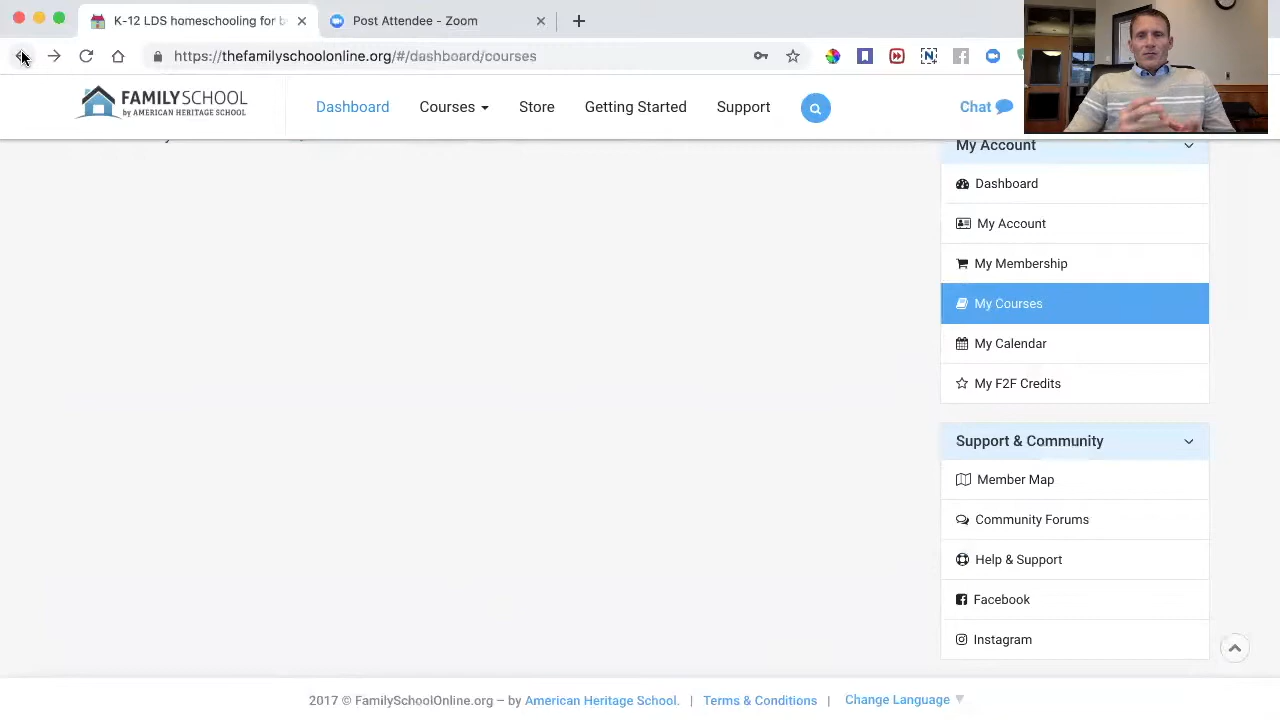 K-12 LDS homeschooling for b
Post Attendee - Zoom
https://thefamilyschoolonline.org/#/dashboard/courses
FAMILYSCHOOL
by AMERICAN HERITAGE SCHOOL
Dashboard
Courses
Store
Getting Started
Support
Chat
My Account
Dashboard
My Account
My Membership
My Courses
My Calendar
My F2F Credits
Support & Community
Member Map
Community Forums
Help & Support
Facebook
Instagram
2017 © FamilySchoolOnline.org – by American Heritage School. | Terms & Conditions | Change Language